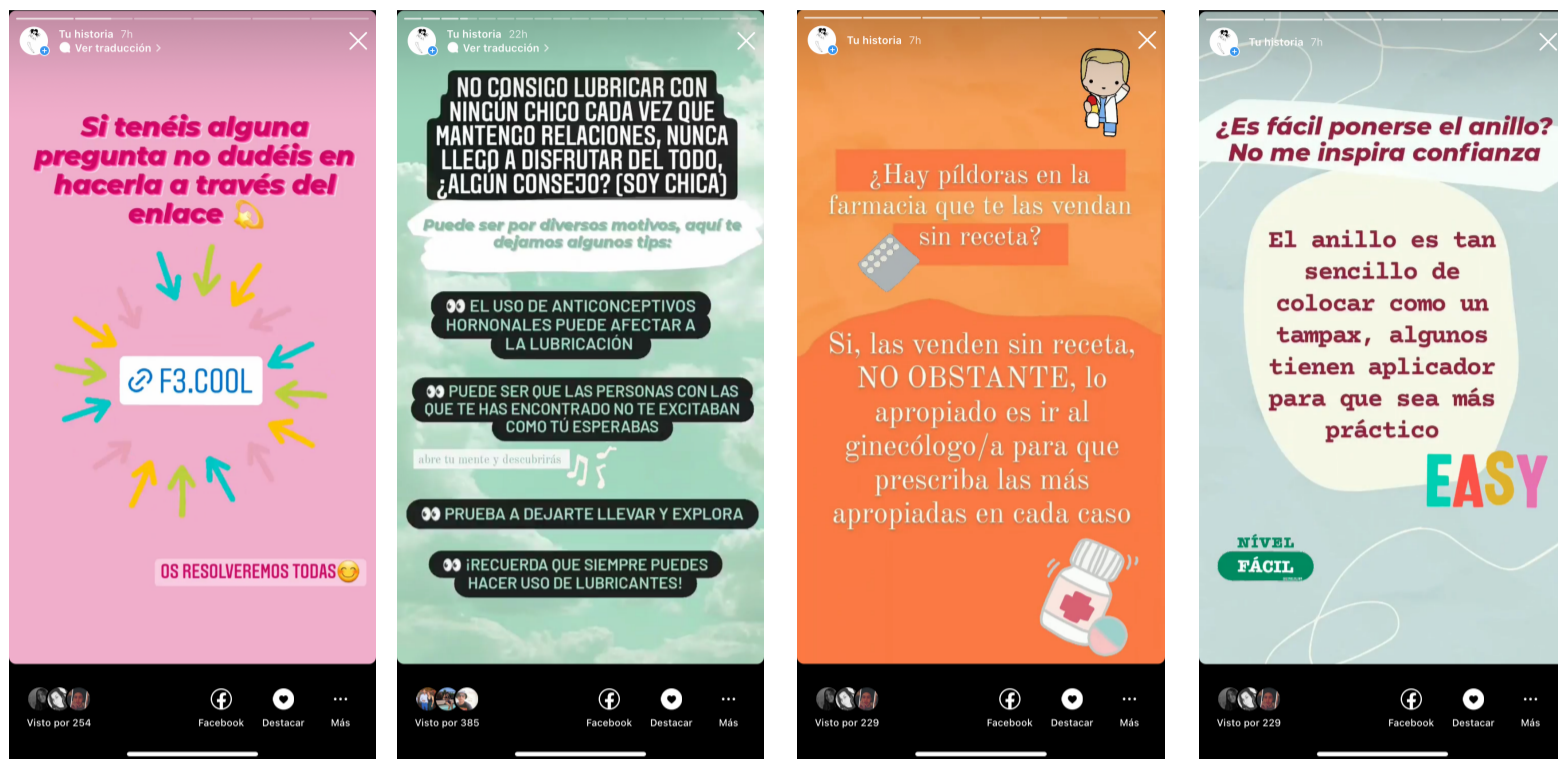 Tu historia 7h
Ver traducción >
Si tenéis alguna
pregunta no dudéis en
hacerla a través del
enlace
F3.COOL
OS RESOLVEREMOS TODAS
Visto por 254
Facebook
Destacar
Más
Tu historia 22h
Ver traducción >
NO CONSIGO LUBRICAR CON
NINGÚN CHICO CADA VEZ QUE
MANTENGO RELACIONES, NUNCA
LLEGO A DISFRUTAR DEL TODO,
¿ALGÚN CONSEJO? (SOY CHICA)
Puede ser por diversos motivos, aquí te
dejamos algunos tips:
EL USO DE ANTICONCEPTIVOS
HORNONALES PUEDE AFECTAR A
LA LUBRICACIÓN
PUEDE SER QUE LAS PERSONAS CON LAS
QUE TE HAS ENCONTRADO NO TE EXCITABAN
COMO TÚ ESPERABAS
abre tu mente y descubrirás
PRUEBA A DEJARTE LLEVAR Y EXPLORA
¡RECUERDA QUE SIEMPRE PUEDES
HACER USO DE LUBRICANTES!
Visto por 385
Facebook
Destacar
Más
Tu historia 7h
¿Hay píldoras en la
farmacia que te las vendan
sin receta?
Si, las venden sin receta,
NO OBSTANTE, lo
apropiado es ir al
ginecólogo/a para que
prescriba las más
apropiadas en cada caso
Visto por 229
Facebook
Destacar
Más
Tu historia 7h
¿Es fácil ponerse el anillo?
No me inspira confianza
El anillo es tan
sencillo de
colocar como un
tampax, algunos
tienen aplicador
para que sea más
práctico
EASY
NÍVEL
FÁCIL
Visto por 229
Facebook
Destacar
Más